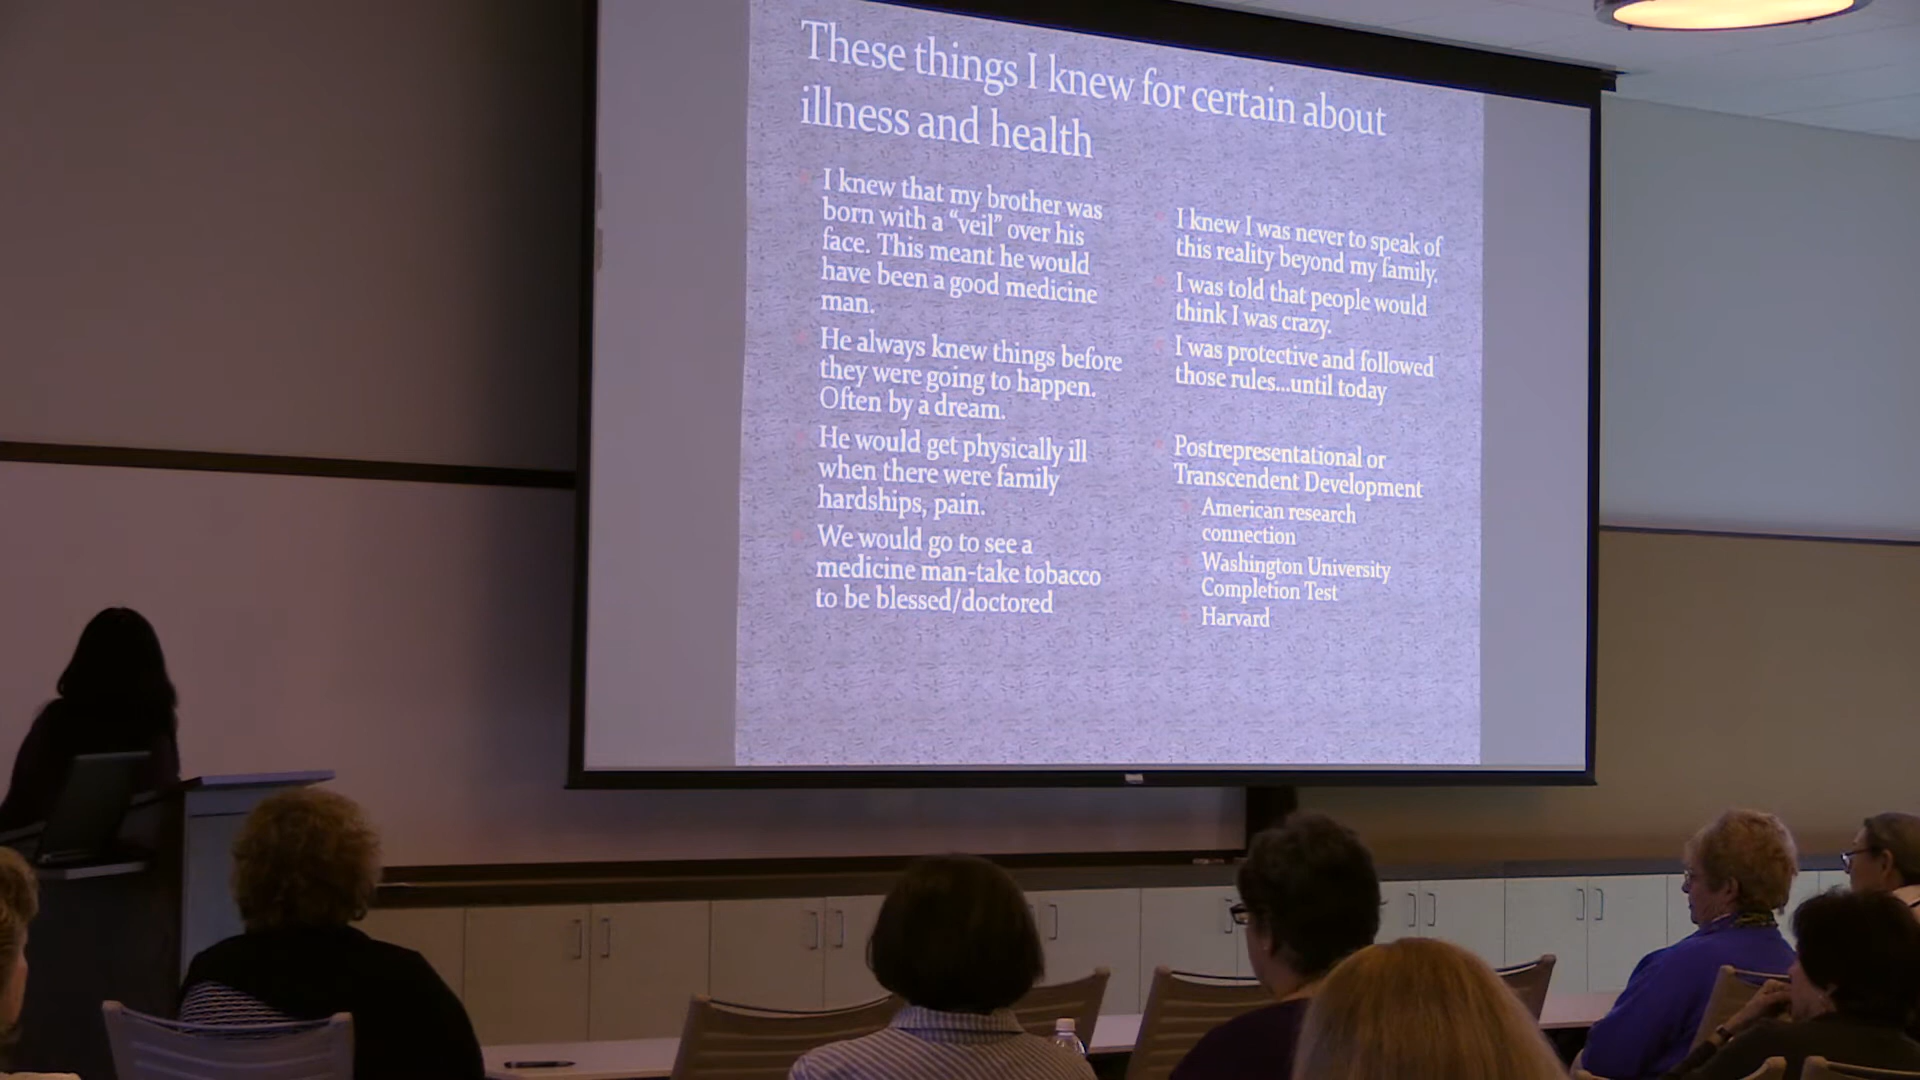 These things I knew for certain about
illness and health
I knew that my brother was
born with a “veil” over his
face. This meant he would
have been a good medicine
man.
He always knew things before
they were going to happen.
Often by a dream.
He would get physically ill
when there were family
hardships, pain.
We would go to see a
medicine man-take tobacco
to be blessed/doctored
I knew I was never to speak of
this reality beyond my family.
I was told that people would
think I was crazy.
I was protective and followed
those rules...until today
Postrepresentational or
Transcendent Development
American research
connection
Washington University
Completion Test
Harvard